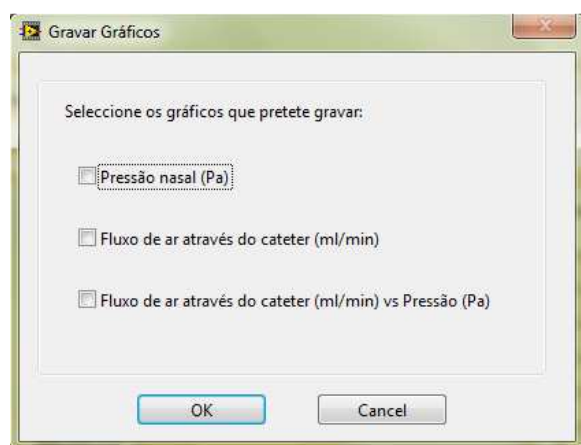 Gravar Gráficos
Seleccione os gráficos que pretete gravar:
Pressão nasal (Pa)
Fluxo de ar através do cateter (ml/min)
Fluxo de ar através do cateter (ml/min) vs Pressão (Pa)
OK Cancel